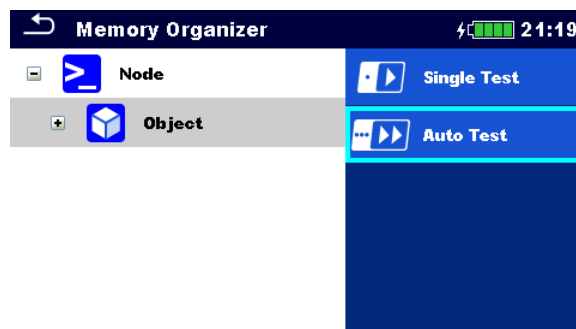 Memory Organizer 21:19
Node
Single Test
Object
Auto Test